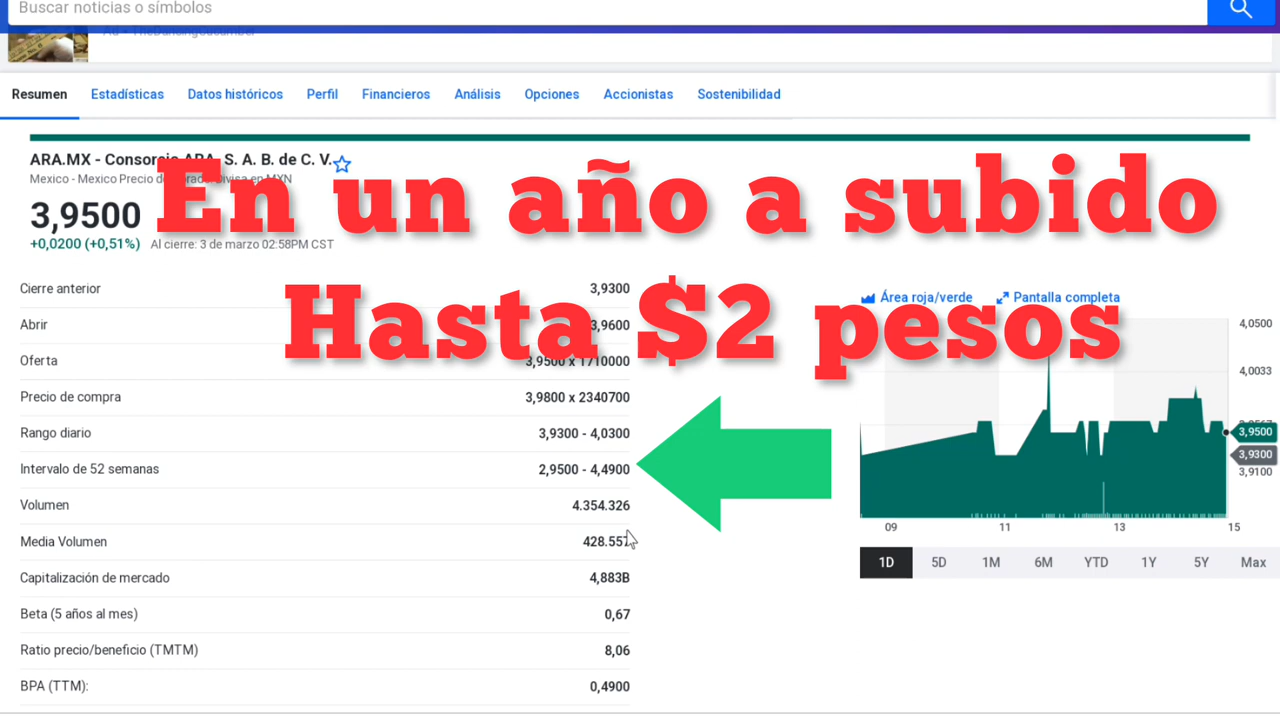 Buscar noticias o símbolos
Resumen Estadísticas Datos históricos Perfil Financieros Análisis Opciones Accionistas Sostenibilidad
ARA.MX - Consorcio ARA, S. A. B. de C. V.
Mexico - Mexico Precio de Divisa en MXN
En un año a subido
3,9500
+0,0200 (+0,51%) Al cierre: 3 de marzo 02:58PM CST
Hasta $2 pesos
Cierre anterior 3,9300
Abrir 3,9600
Oferta 3,9500 x 1710000
Precio de compra 3,9800 x 2340700
Rango diario 3,9300 - 4,0300
Intervalo de 52 semanas 2,9500 - 4,4900
Volumen 4.354.326
Media Volumen 428.557
Capitalización de mercado 4,883B
Beta (5 años al mes) 0,67
Ratio precio/beneficio (TMTM) 8,06
BPA (TTM): 0,4900
Área roja/verde Pantalla completa
4,0500
4,0033
3,9500
3,9300
3,9100
09 11 13 15
1D 5D 1M 6M YTD 1Y 5Y Max